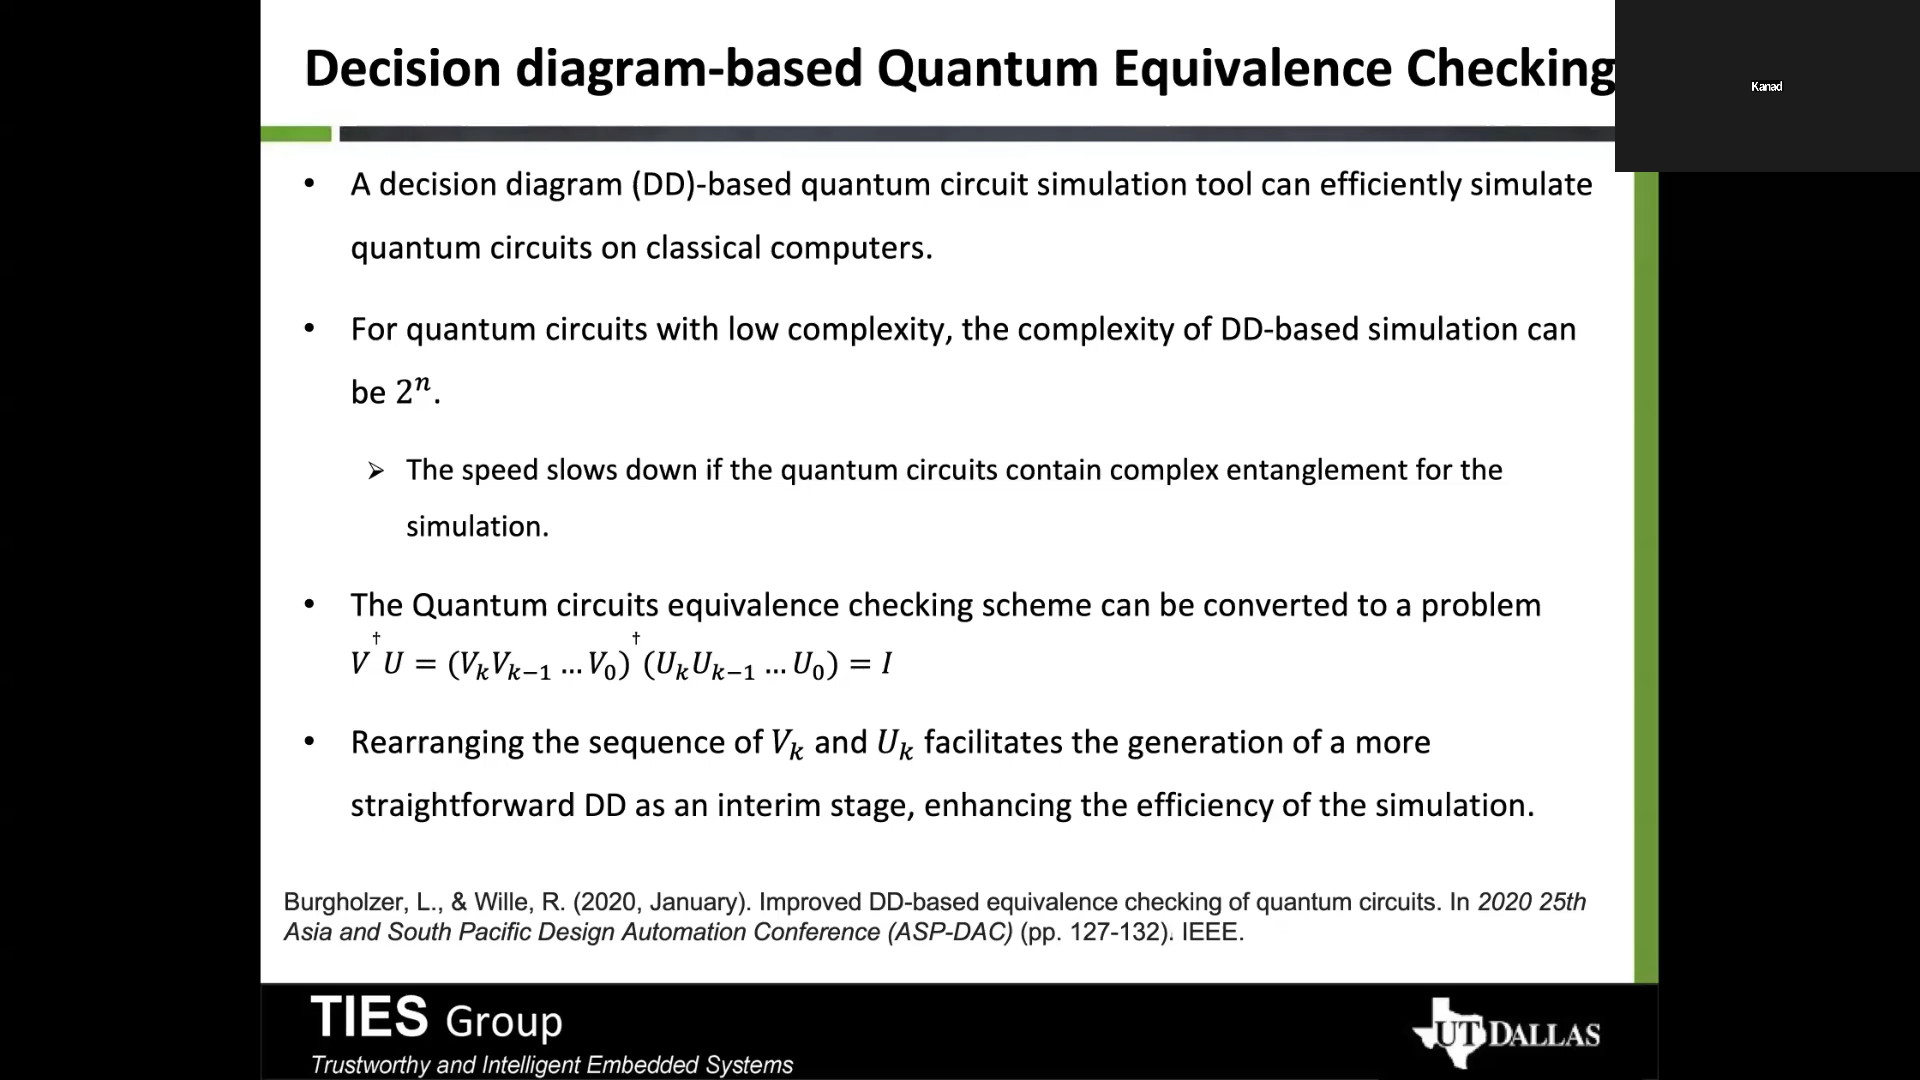 Decision diagram-based Quantum Equivalence Checking
Kanad
• A decision diagram (DD)-based quantum circuit simulation tool can efficiently simulate
quantum circuits on classical computers.
• For quantum circuits with low complexity, the complexity of DD-based simulation can
be 2ⁿ.
➢ The speed slows down if the quantum circuits contain complex entanglement for the
simulation.
• The Quantum circuits equivalence checking scheme can be converted to a problem
V†U = (VₖVₖ₋₁ … V₀)†(UₖUₖ₋₁ … U₀) = I
• Rearranging the sequence of Vₖ and Uₖ facilitates the generation of a more
straightforward DD as an interim stage, enhancing the efficiency of the simulation.
Burgholzer, L., & Wille, R. (2020, January). Improved DD-based equivalence checking of quantum circuits. In 2020 25th
Asia and South Pacific Design Automation Conference (ASP-DAC) (pp. 127-132). IEEE.
TIES Group
Trustworthy and Intelligent Embedded Systems
UT DALLAS